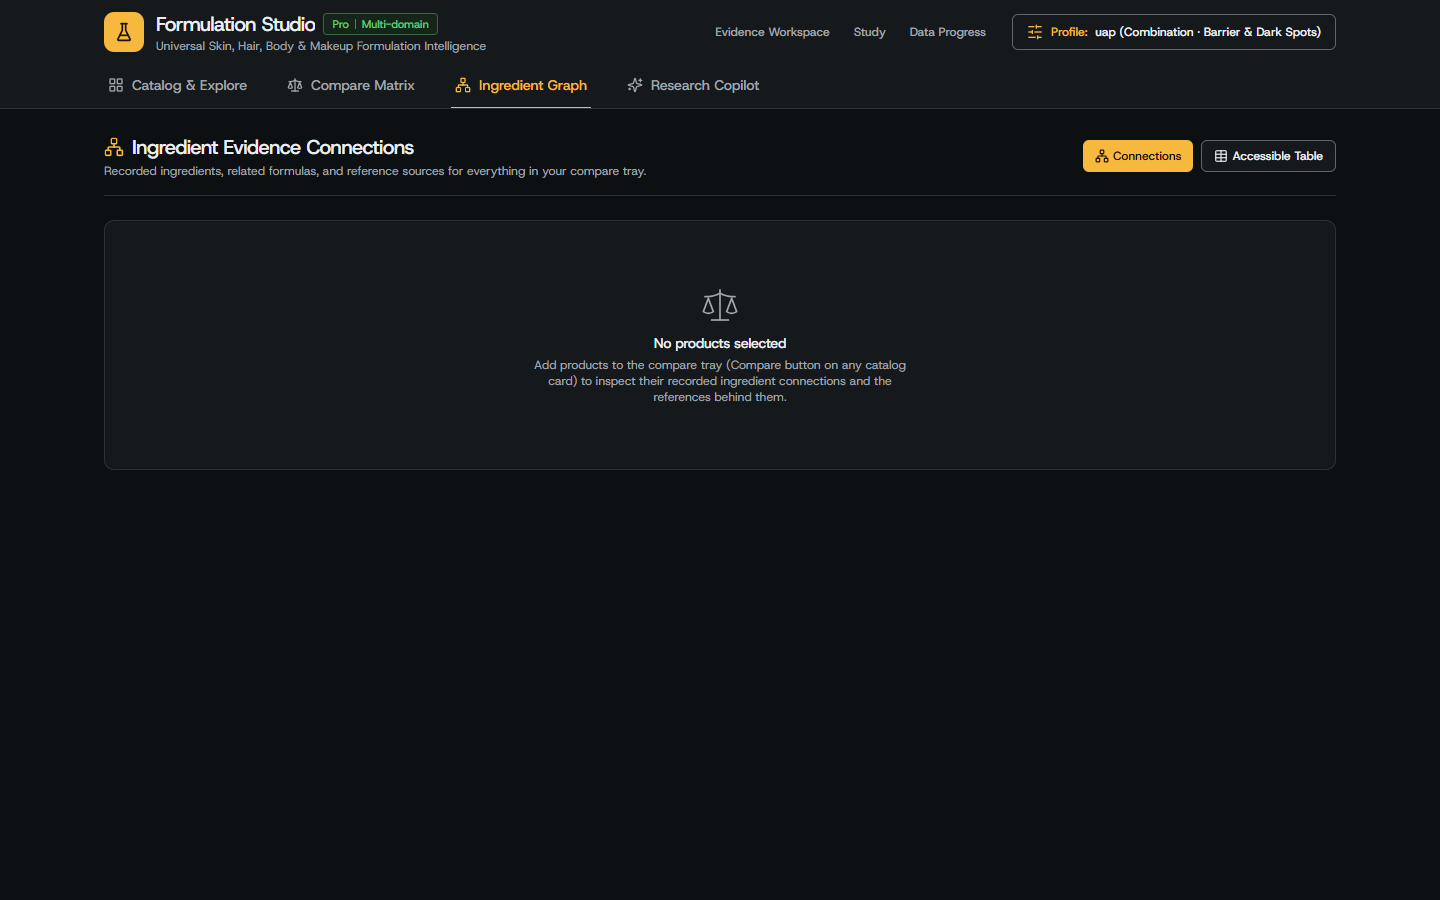 Formulation Studio
Pro | Multi-domain
Universal Skin, Hair, Body & Makeup Formulation Intelligence
Evidence Workspace
Study
Data Progress
Profile: uap (Combination · Barrier & Dark Spots)
Catalog & Explore
Compare Matrix
Ingredient Graph
Research Copilot
Ingredient Evidence Connections
Recorded ingredients, related formulas, and reference sources for everything in your compare tray.
Connections
Accessible Table
No products selected
Add products to the compare tray (Compare button on any catalog
card) to inspect their recorded ingredient connections and the
references behind them.